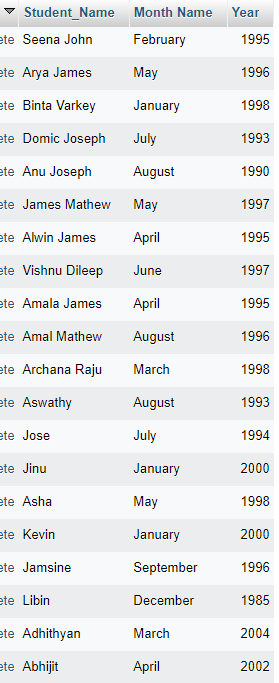 Student_Name Month Name Year
ete Seena John February 1995
ete Arya James May 1996
ete Binta Varkey January 1998
ete Domic Joseph July 1993
ete Anu Joseph August 1990
ete James Mathew May 1997
ete Alwin James April 1995
ete Vishnu Dileep June 1997
ete Amala James April 1995
ete Amal Mathew August 1996
ete Archana Raju March 1998
ete Aswathy August 1993
ete Jose July 1994
ete Jinu January 2000
ete Asha May 1998
ete Kevin January 2000
ete Jamsine September 1996
ete Libin December 1985
ete Adhithyan March 2004
ete Abhijit April 2002